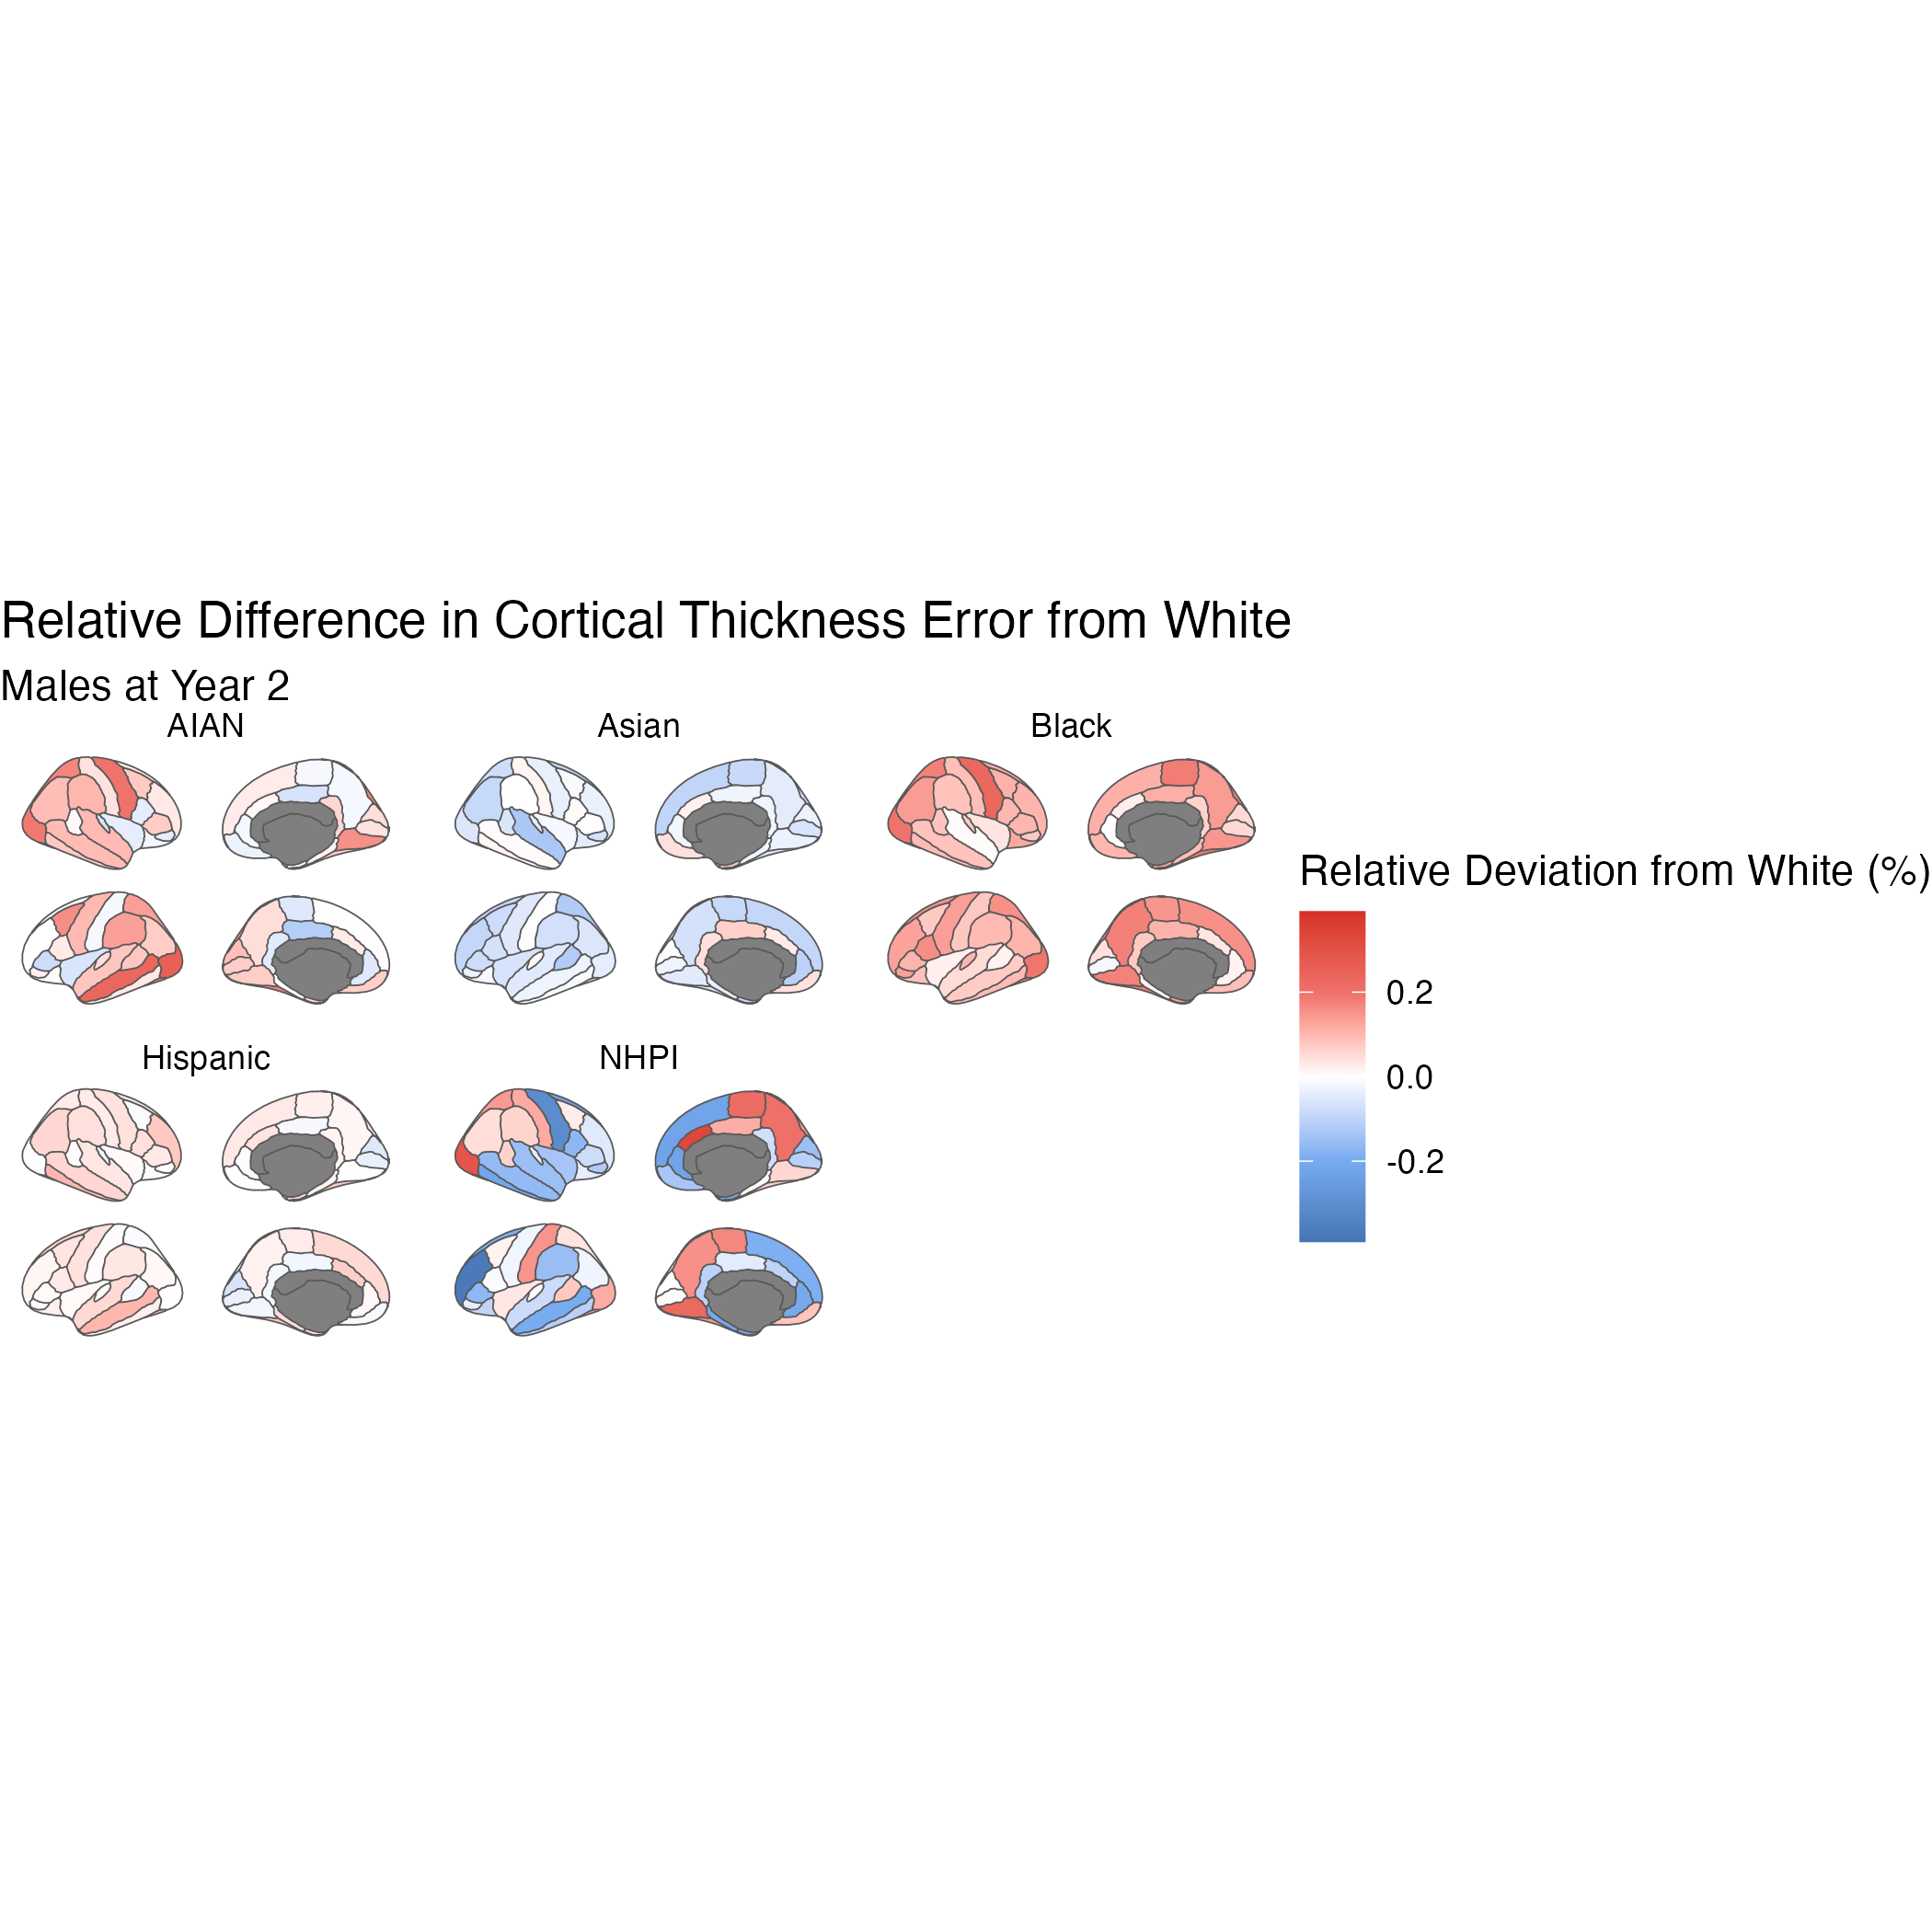 Relative Difference in Cortical Thickness Error from White
Males at Year 2
AIAN
Asian
Black
Hispanic
NHPI
Relative Deviation from White (%)
0.2
0.0
-0.2